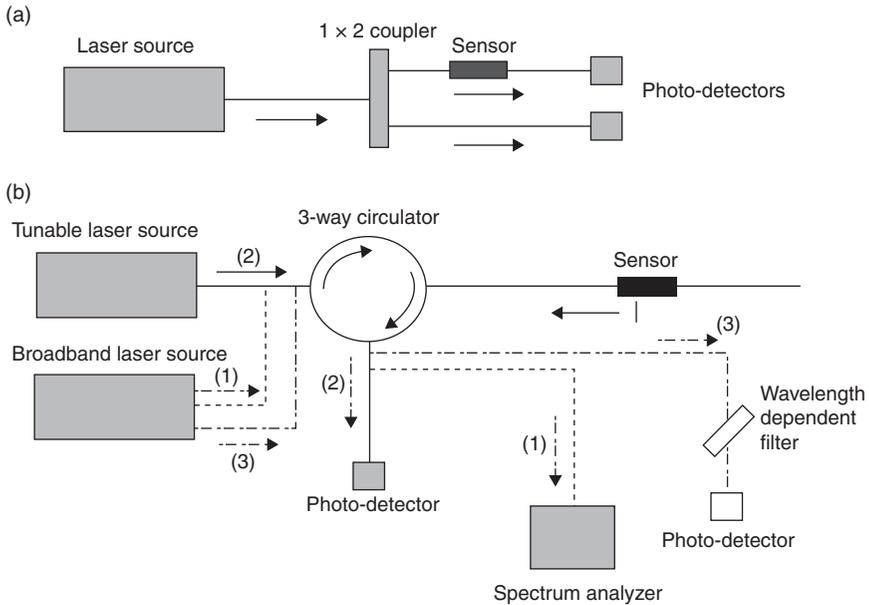 (a)
1 × 2 coupler
Laser source
Sensor
Photo-detectors
(b)
3-way circulator
Tunable laser source
(2)
Sensor
(3)
Broadband laser source
(1)
(2)
Wavelength
dependent
filter
(1)
(3)
Photo-detector
Photo-detector
Spectrum analyzer